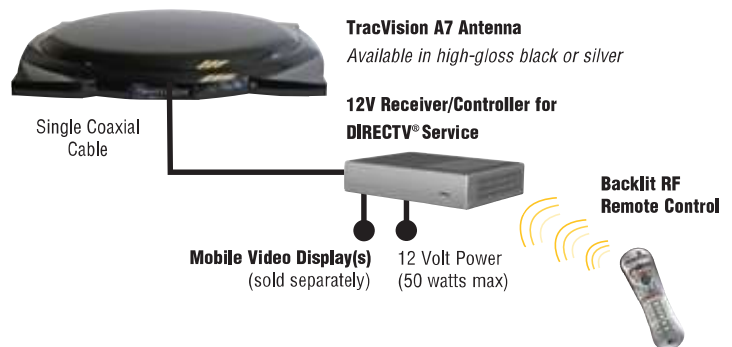 TracVision A7 Antenna
Available in high-gloss black or silver
12V Receiver/Controller for
DIRECTV® Service
Single Coaxial
Cable
Backlit RF
Remote Control
Mobile Video Display(s)
(sold separately)
12 Volt Power
(50 watts max)